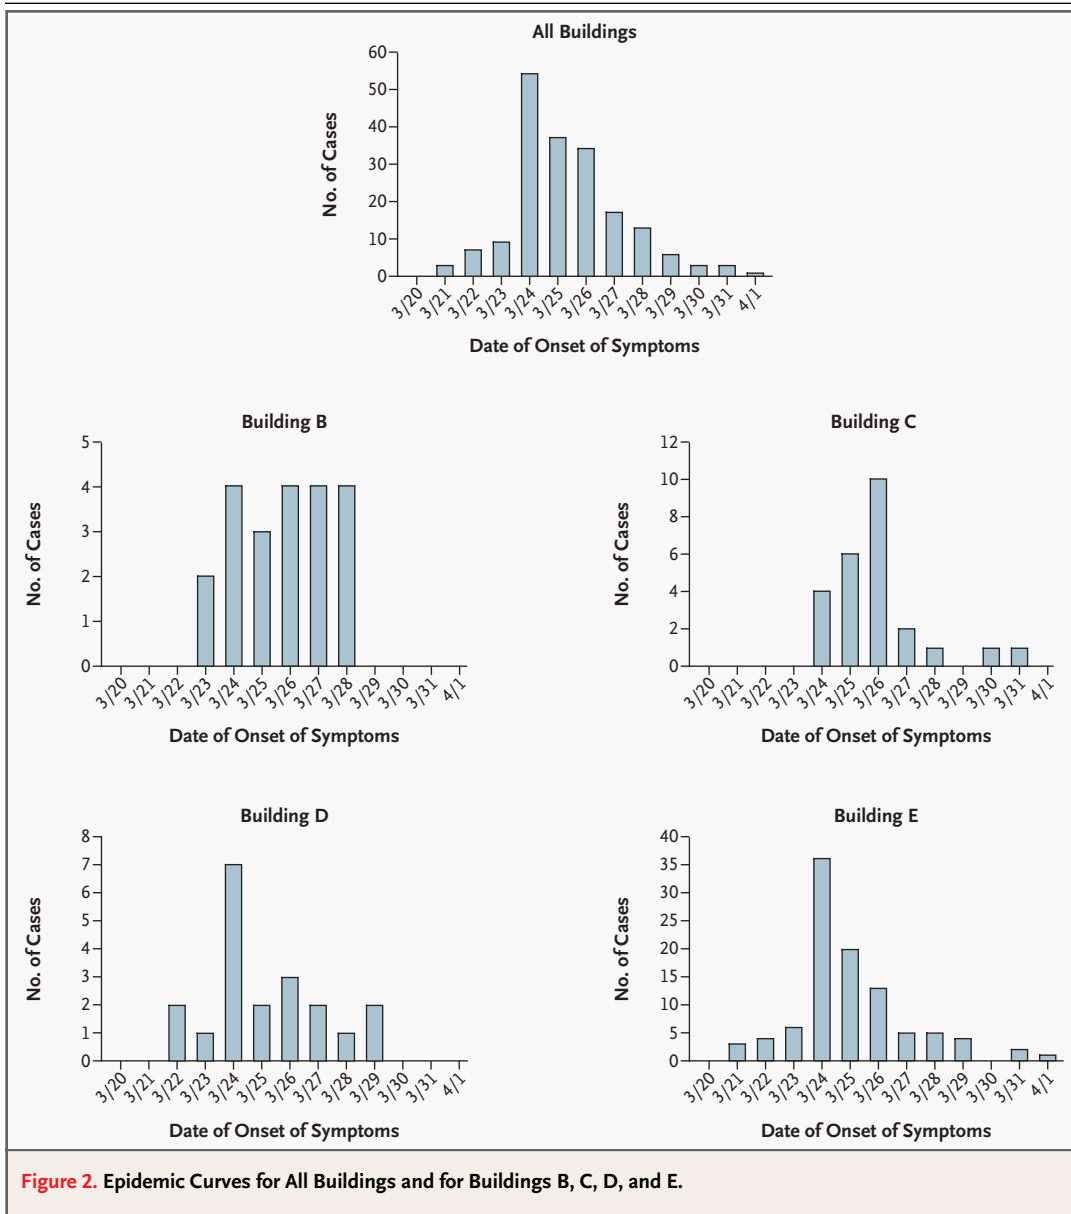 All Buildings
60
50
40
30
20
10
0
No. of Cases
3/20 3/21 3/22 3/23 3/24 3/25 3/26 3/27 3/28 3/29 3/30 3/31 4/1
Date of Onset of Symptoms
Building B
5
4
3
2
1
0
No. of Cases
3/20 3/21 3/22 3/23 3/24 3/25 3/26 3/27 3/28 3/29 3/30 3/31 4/1
Date of Onset of Symptoms
Building C
12
10
8
6
4
2
0
No. of Cases
3/20 3/21 3/22 3/23 3/24 3/25 3/26 3/27 3/28 3/29 3/30 3/31 4/1
Date of Onset of Symptoms
Building D
8
7
6
5
4
3
2
1
0
No. of Cases
3/20 3/21 3/22 3/23 3/24 3/25 3/26 3/27 3/28 3/29 3/30 3/31 4/1
Date of Onset of Symptoms
Building E
40
35
30
25
20
15
10
5
0
No. of Cases
3/20 3/21 3/22 3/23 3/24 3/25 3/26 3/27 3/28 3/29 3/30 3/31 4/1
Date of Onset of Symptoms
Figure 2. Epidemic Curves for All Buildings and for Buildings B, C, D, and E.